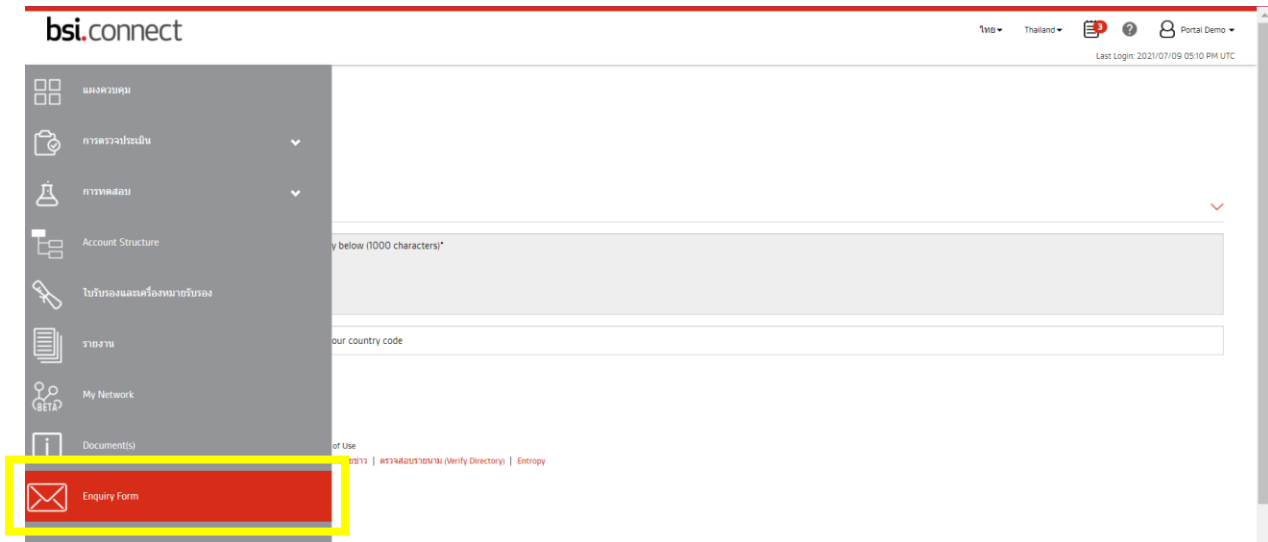 bsi.connect
ไทย
Thailand
3
?
Portal Demo
Last Login: 2021/07/09 05:10 PM UTC
แผงควบคุม
การตรวจประเมิน
การทดสอบ
Account Structure
y below (1000 characters)*
ใบรับรองและเครื่องหมายรับรอง
รายงาน
our country code
BETA
My Network
Document(s)
of Use
ตรวจสอบรายนาม (Verify Directory) | Entropy
Enquiry Form